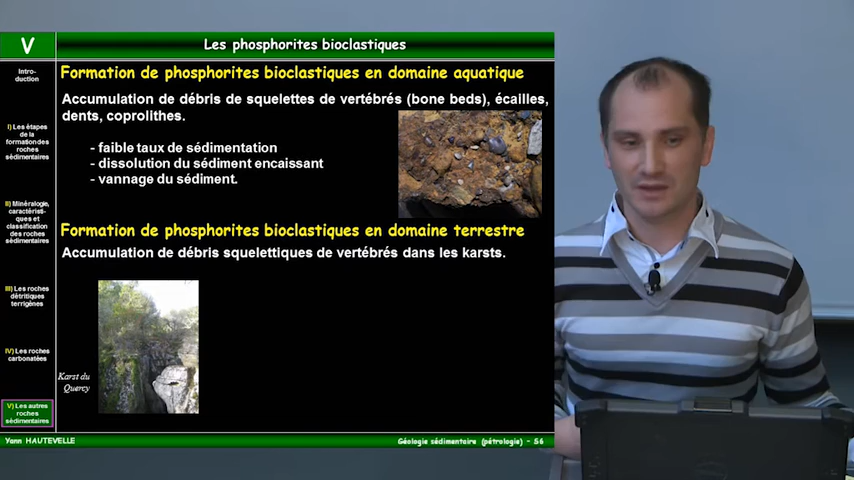 V
Les phosphorites bioclastiques
Intro-
duction
I) Les étapes
de la
formation des
roches
sédimentaires
II) Minéralogie,
caractéristi-
ques et
classification
des roches
sédimentaires
III) Les roches
détritiques
terrigènes
IV) Les roches
carbonatées
V) Les autres
roches
sédimentaires
Formation de phosphorites bioclastiques en domaine aquatique
Accumulation de débris de squelettes de vertébrés (bone beds), écailles,
dents, coprolithes.
- faible taux de sédimentation
- dissolution du sédiment encaissant
- vannage du sédiment.
Formation de phosphorites bioclastiques en domaine terrestre
Accumulation de débris squelettiques de vertébrés dans les karsts.
Karst du
Quercy
Yann HAUTEVELLE
Géologie sédimentaire (pétrologie) - 56